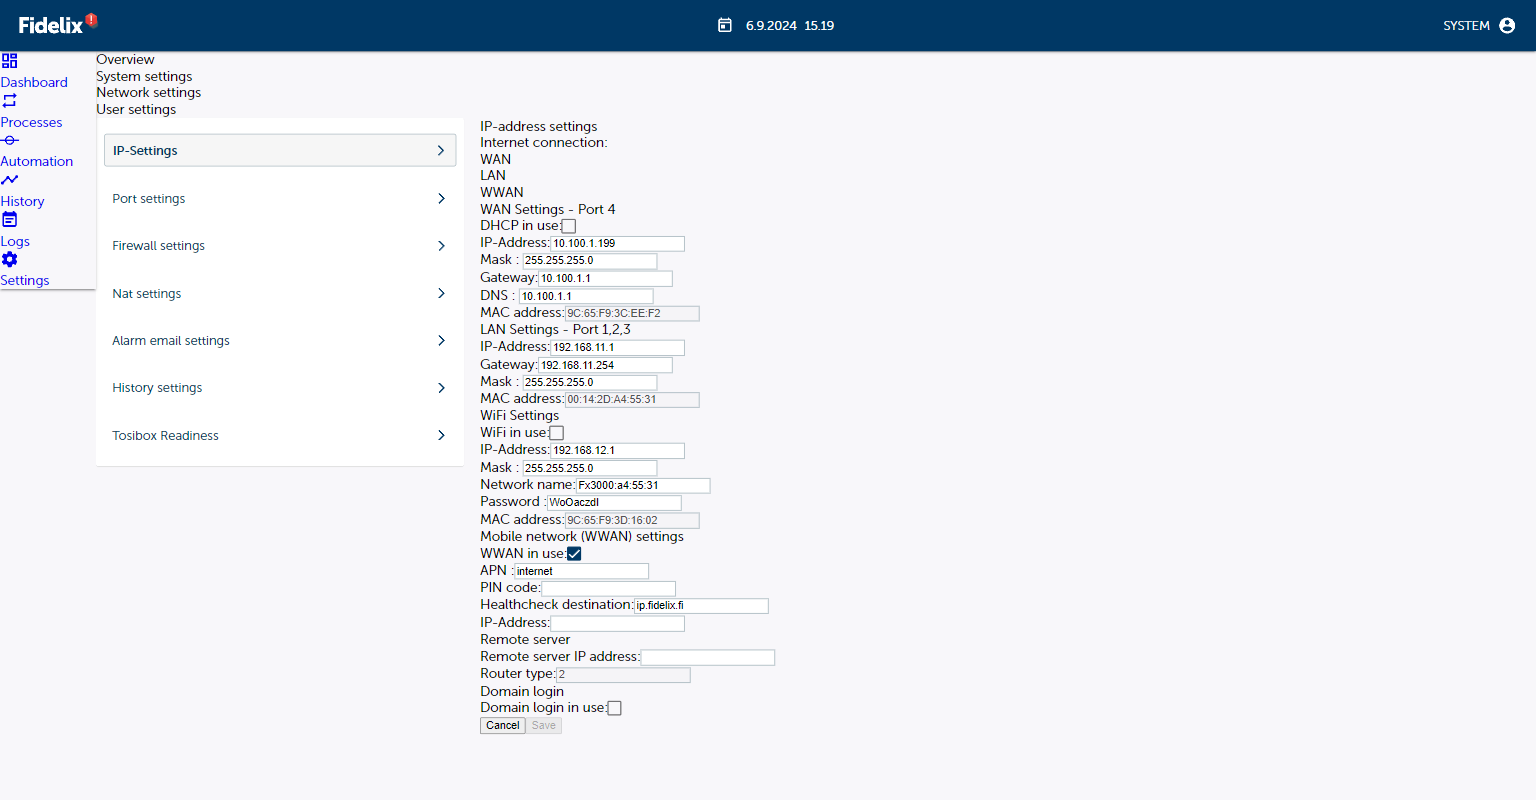 Fidelix
6.9.2024 15.19
SYSTEM
Dashboard
Processes
Automation
History
Logs
Settings
Overview
System settings
Network settings
User settings
IP-Settings
Port settings
Firewall settings
Nat settings
Alarm email settings
History settings
Tosibox Readiness
IP-address settings
Internet connection:
WAN
LAN
WWAN
WAN Settings - Port 4
DHCP in use:
IP-Address: 10.100.1.199
Mask : 255.255.255.0
Gateway: 10.100.1.1
DNS : 10.100.1.1
MAC address: 9C:65:F9:3C:EE:F2
LAN Settings - Port 1,2,3
IP-Address: 192.168.11.1
Gateway: 192.168.11.254
Mask : 255.255.255.0
MAC address: 00:14:2D:A4:55:31
WiFi Settings
WiFi in use:
IP-Address: 192.168.12.1
Mask : 255.255.255.0
Network name: Fx3000:a4:55:31
Password :
MAC address: 9C:65:F9:3D:16:02
Mobile network (WWAN) settings
WWAN in use:
APN : internet
PIN code:
Healthcheck destination: ip.fidelix.fi
IP-Address:
Remote server
Remote server IP address:
Router type: 2
Domain login
Domain login in use:
Cancel Save